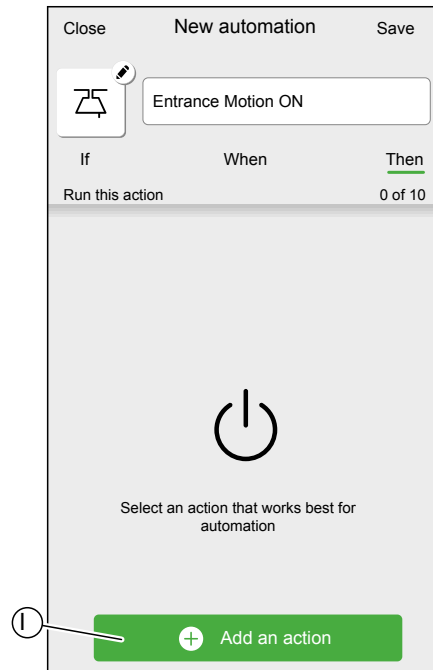 Close New automation Save
Entrance Motion ON
If When Then
Run this action 0 of 10
Select an action that works best for
automation
I Add an action